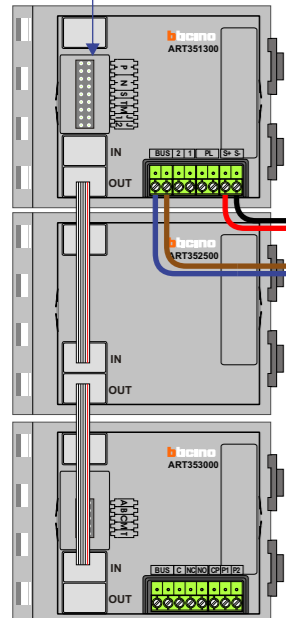 bticino
ART351300
P N S T M 1 2
IN
BUS 2 1 PL S+ S-
OUT
bticino
ART352500
IN
OUT
bticino
ART353000
A B C M T
IN
BUS C NC NO CP P1 P2
OUT